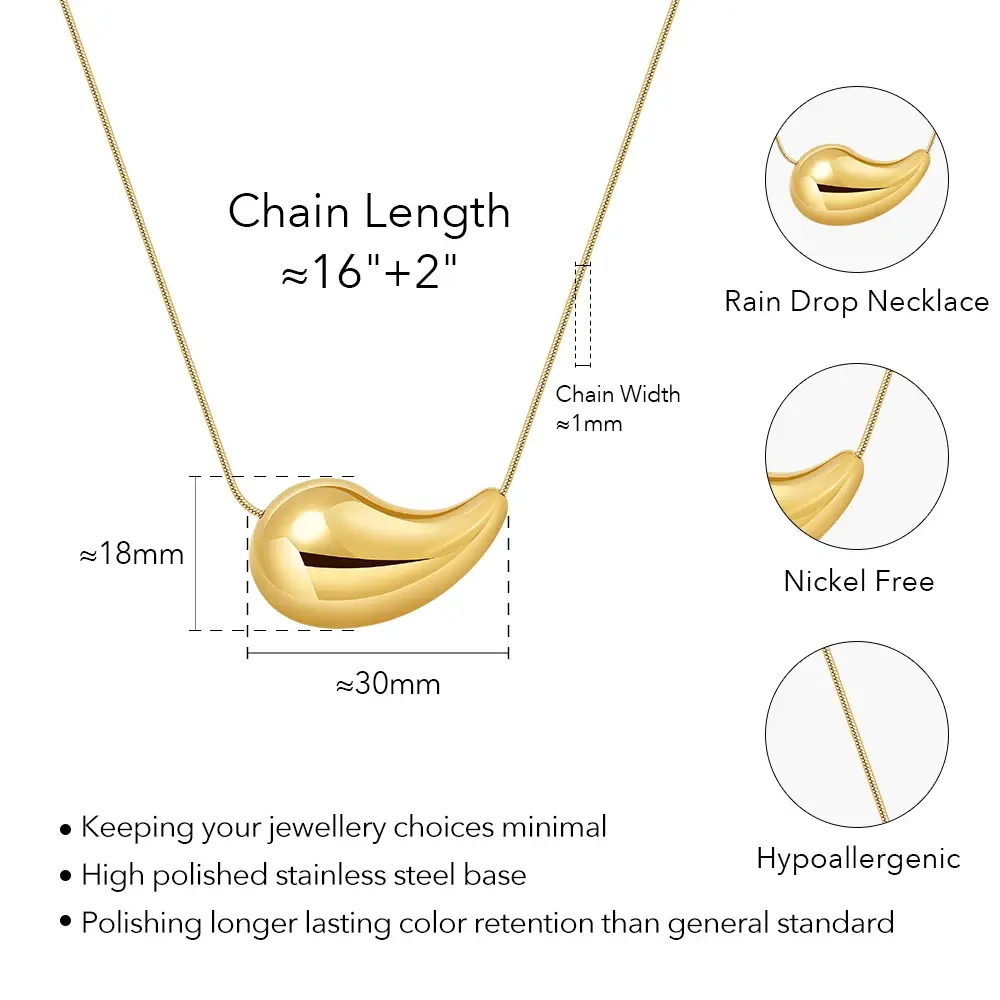 Chain Length
≈16"+2"
Rain Drop Necklace
Chain Width
≈1mm
≈18mm
Nickel Free
≈30mm
Hypoallergenic
• Keeping your jewellery choices minimal
• High polished stainless steel base
• Polishing longer lasting color retention than general standard